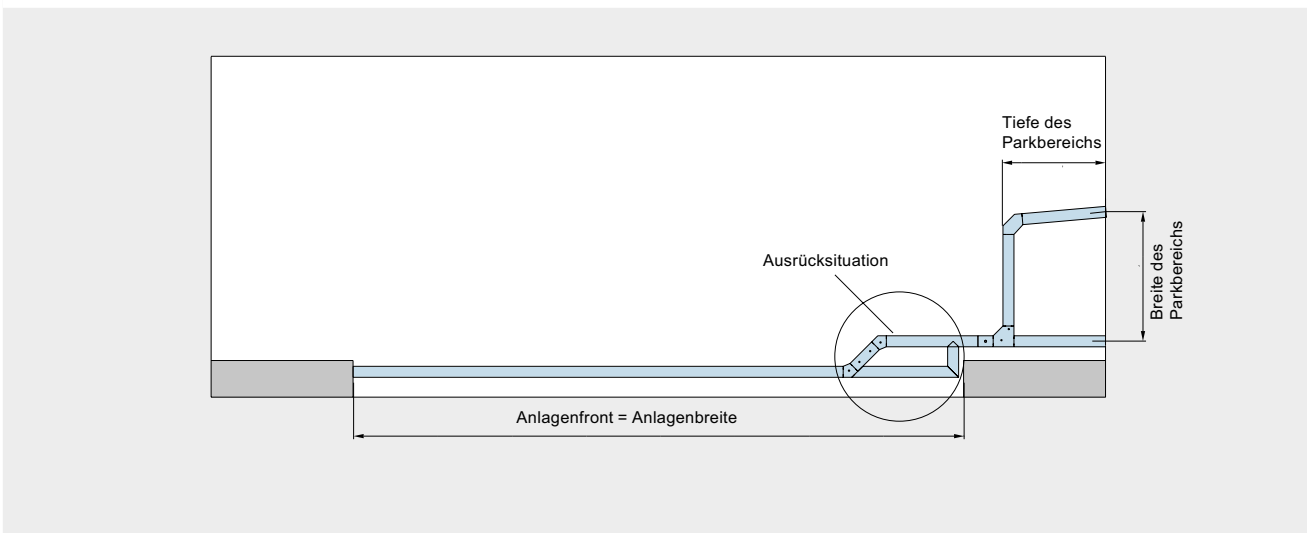 Tiefe des
Parkbereichs
Breite des
Parkbereichs
Ausrücksituation
Anlagenfront = Anlagenbreite